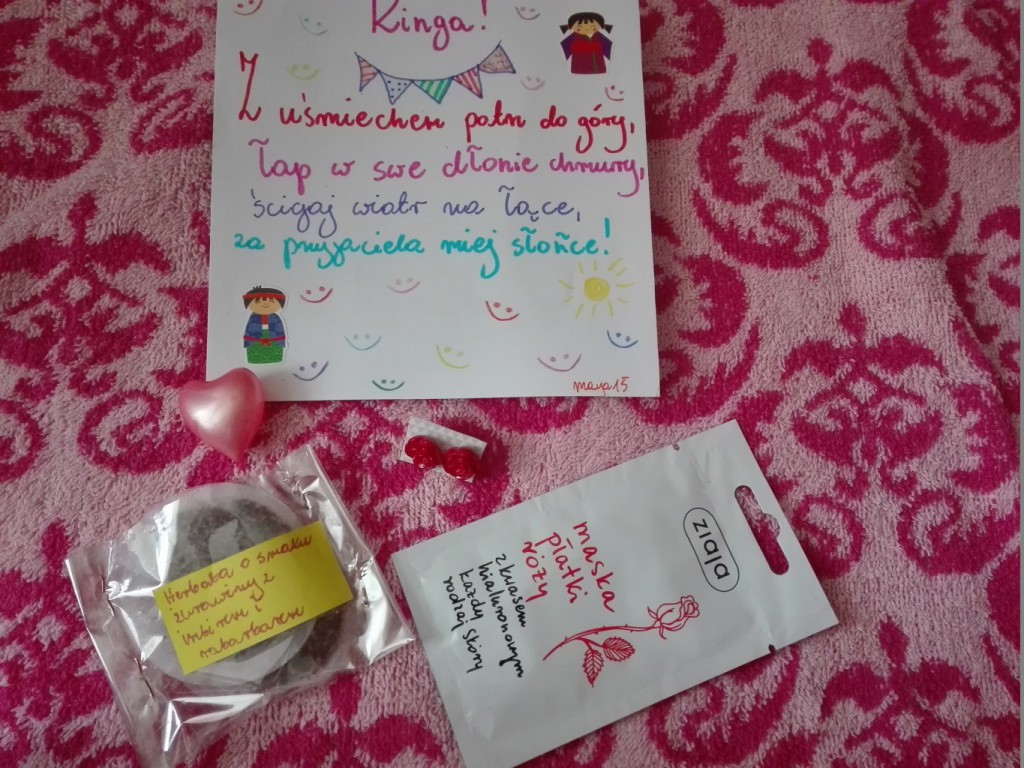 Kinga!
Z uśmiechem patrz do góry,
łap w swe dłonie chmury,
ścigaj wiatr na łące,
za przyjaciela miej słońce!
maya15
Herbata o smaku
żurawiny z
imbirem i
rabarbarem
ziaja
maska
płatki
róży
z kwasem
hialuronowym
każdy
rodzaj skóry